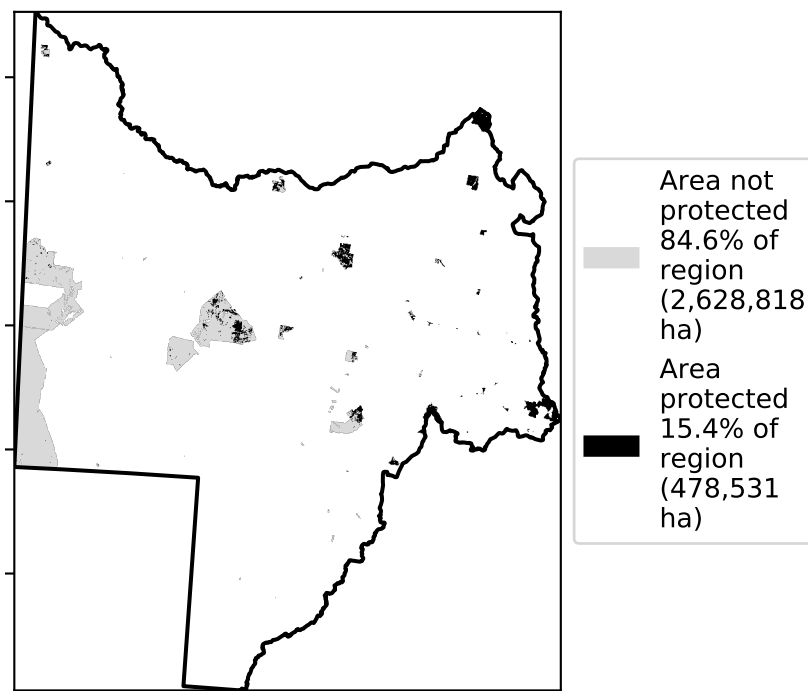 Area not
protected
84.6% of
region
(2,628,818
ha)
Area
protected
15.4% of
region
(478,531
ha)